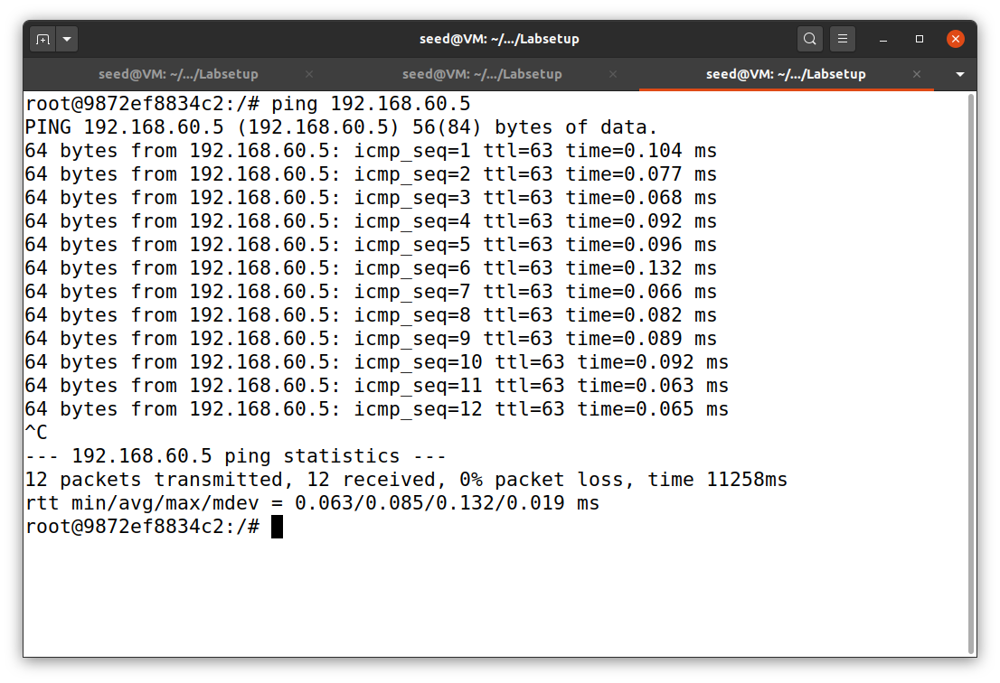 seed@VM: ~/.../Labsetup
seed@VM: ~/.../Labsetup seed@VM: ~/.../Labsetup seed@VM: ~/.../Labsetup
root@9872ef8834c2:/# ping 192.168.60.5
PING 192.168.60.5 (192.168.60.5) 56(84) bytes of data.
64 bytes from 192.168.60.5: icmp_seq=1 ttl=63 time=0.104 ms
64 bytes from 192.168.60.5: icmp_seq=2 ttl=63 time=0.077 ms
64 bytes from 192.168.60.5: icmp_seq=3 ttl=63 time=0.068 ms
64 bytes from 192.168.60.5: icmp_seq=4 ttl=63 time=0.092 ms
64 bytes from 192.168.60.5: icmp_seq=5 ttl=63 time=0.096 ms
64 bytes from 192.168.60.5: icmp_seq=6 ttl=63 time=0.132 ms
64 bytes from 192.168.60.5: icmp_seq=7 ttl=63 time=0.066 ms
64 bytes from 192.168.60.5: icmp_seq=8 ttl=63 time=0.082 ms
64 bytes from 192.168.60.5: icmp_seq=9 ttl=63 time=0.089 ms
64 bytes from 192.168.60.5: icmp_seq=10 ttl=63 time=0.092 ms
64 bytes from 192.168.60.5: icmp_seq=11 ttl=63 time=0.063 ms
64 bytes from 192.168.60.5: icmp_seq=12 ttl=63 time=0.065 ms
^C
--- 192.168.60.5 ping statistics ---
12 packets transmitted, 12 received, 0% packet loss, time 11258ms
rtt min/avg/max/mdev = 0.063/0.085/0.132/0.019 ms
root@9872ef8834c2:/#